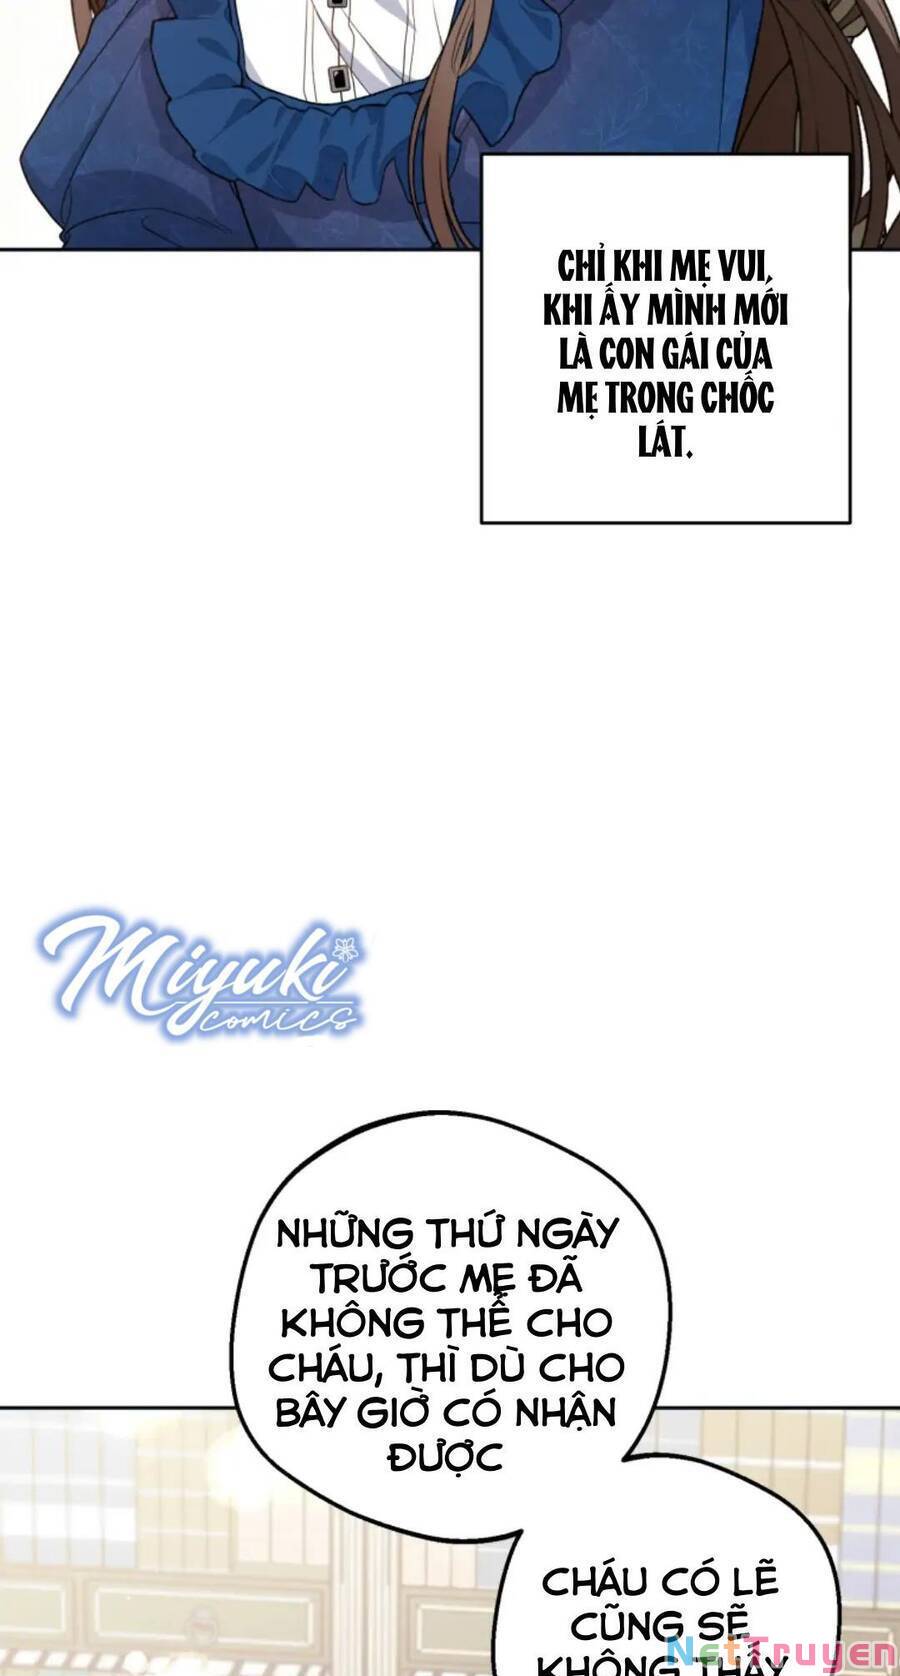 CHỈ KHI MẸ VUI,
KHI ẤY MÌNH MỚI
LÀ CON GÁI CỦA
MẸ TRONG CHỐC
LÁT.
Miyuki
comics
NHỮNG THỨ NGÀY
TRƯỚC MẸ ĐÃ
KHÔNG THỂ CHO
CHÁU, THÌ DÙ CHO
BÂY GIỜ CÓ NHẬN
ĐƯỢC
CHÁU CÓ LẼ
CŨNG SẼ
KHÔNG THẤY
NetTruyen